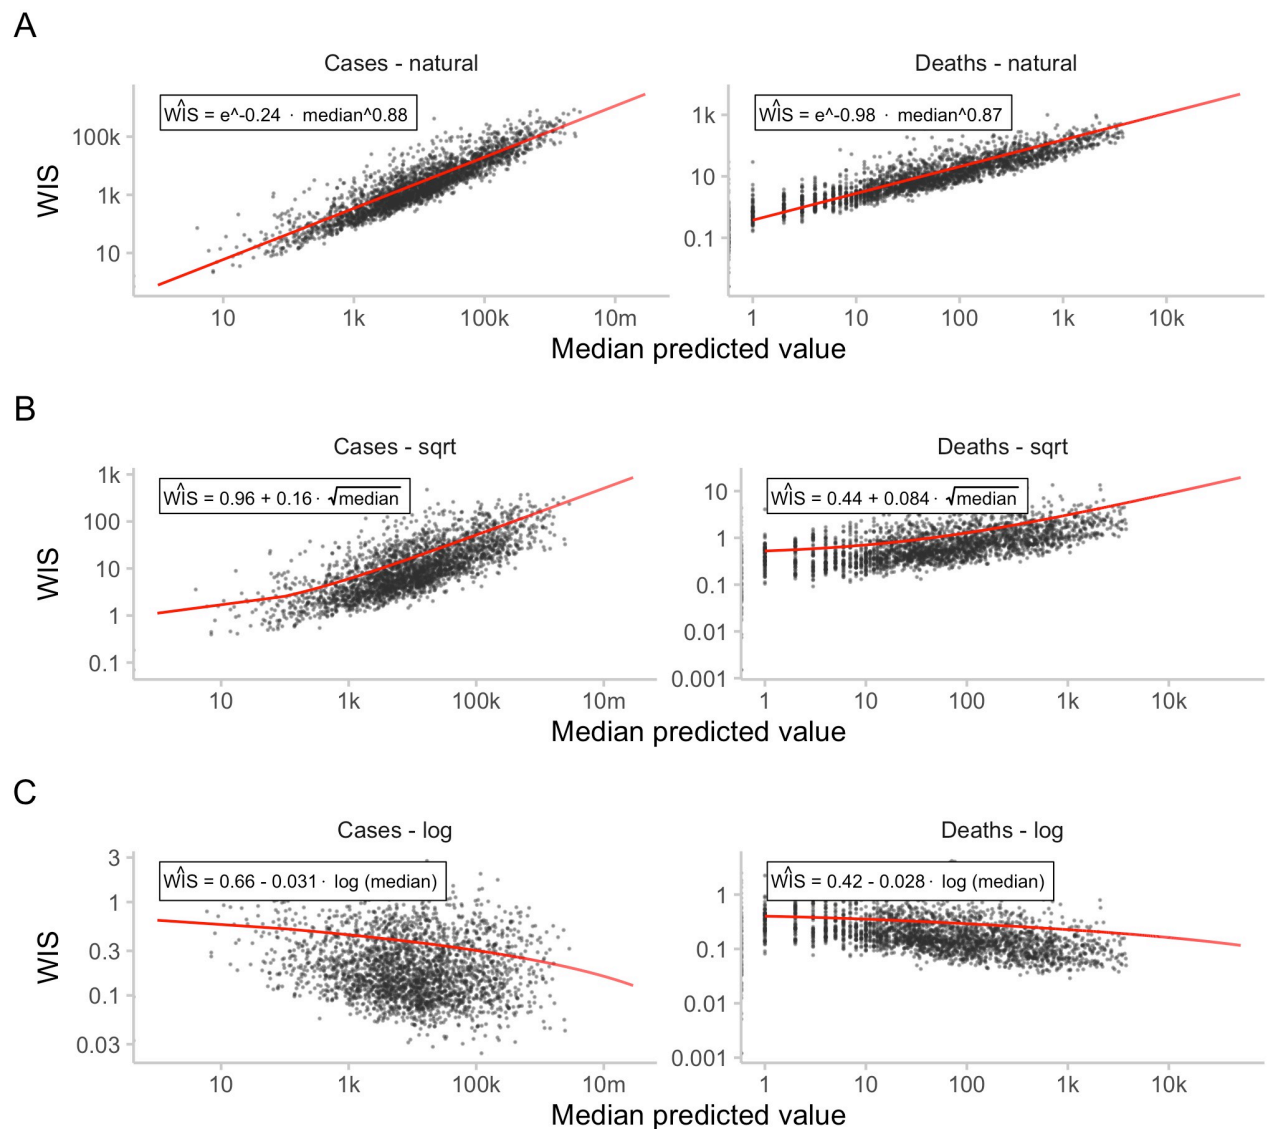 A
Cases - natural
Deaths - natural
WIS
100k
1k
10
ŴIS = e^-0.24 · median^0.88
10
1k
100k
10m
1k
10
0.1
ŴIS = e^-0.98 · median^0.87
1
10
100
1k
10k
Median predicted value
B
Cases - sqrt
Deaths - sqrt
WIS
1k
100
10
1
0.1
ŴIS = 0.96 + 0.16 · √median
10
1k
100k
10m
10
1
0.1
0.01
0.001
ŴIS = 0.44 + 0.084 · √median
1
10
100
1k
10k
Median predicted value
C
Cases - log
Deaths - log
WIS
3
1
0.3
0.1
0.03
ŴIS = 0.66 - 0.031 · log (median)
10
1k
100k
10m
1
0.1
0.01
0.001
ŴIS = 0.42 - 0.028 · log (median)
1
10
100
1k
10k
Median predicted value